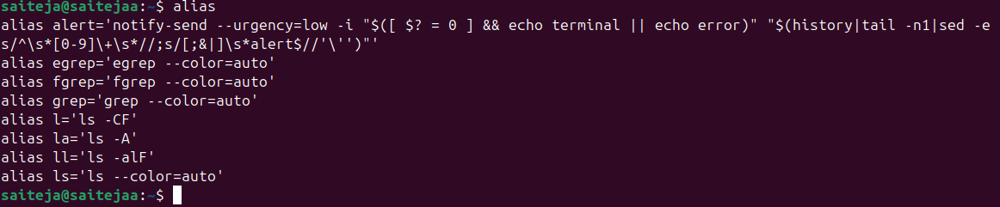 saiteja@saitejaa:~$ alias
alias alert='notify-send --urgency=low -i "$([ $? = 0 ] && echo terminal || echo error)" "$(history|tail -n1|sed -e
s/^\s*[0-9]\+\s*//;s/[;&|]\s*alert$//'\'')"'
alias egrep='egrep --color=auto'
alias fgrep='fgrep --color=auto'
alias grep='grep --color=auto'
alias l='ls -CF'
alias la='ls -A'
alias ll='ls -alF'
alias ls='ls --color=auto'
saiteja@saitejaa:~$